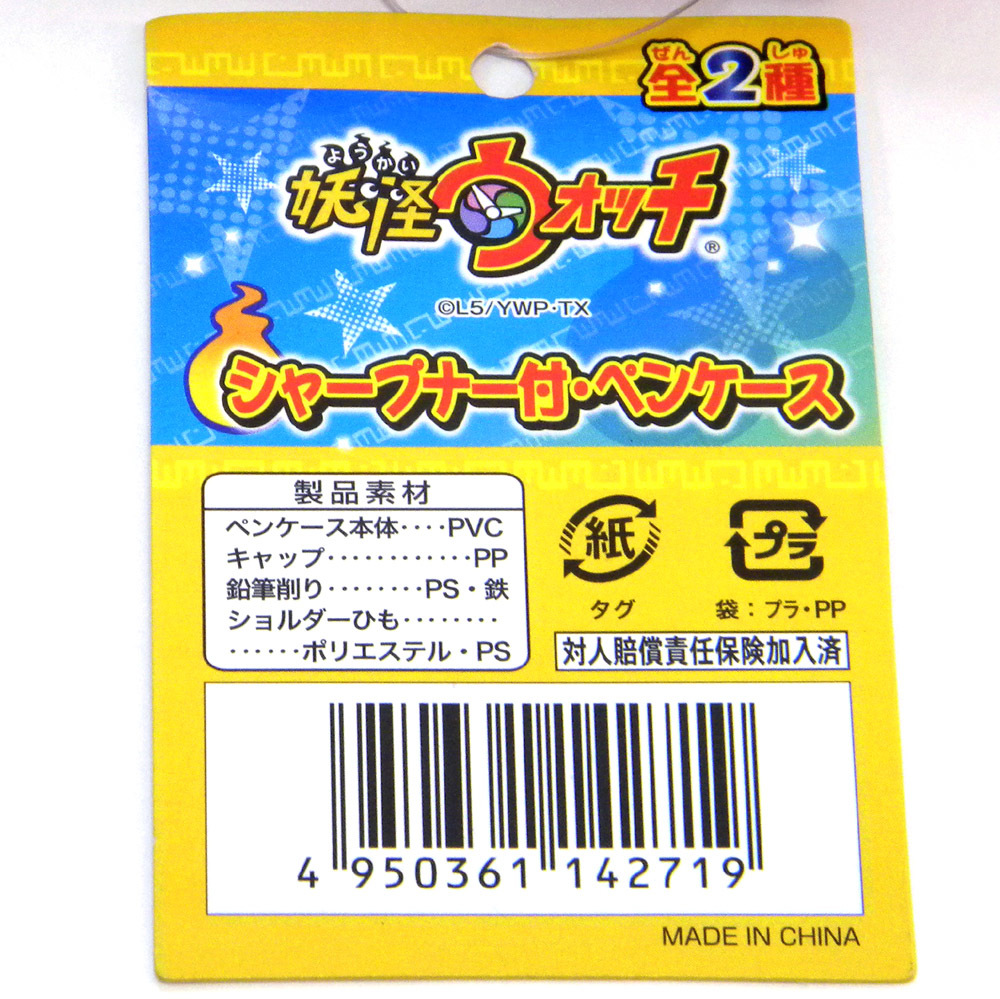 ぜん しゅ
全2種
ようかい
妖怪ウォッチ®
©L5/YWP・TX
シャープナー付・ペンケース
製品素材
ペンケース本体····PVC
キャップ············PP
鉛筆削り········PS・鉄
ショルダーひも········
······ポリエステル・PS
紙
タグ
プラ
袋：プラ・PP
対人賠償責任保険加入済
4 950361 142719
MADE IN CHINA